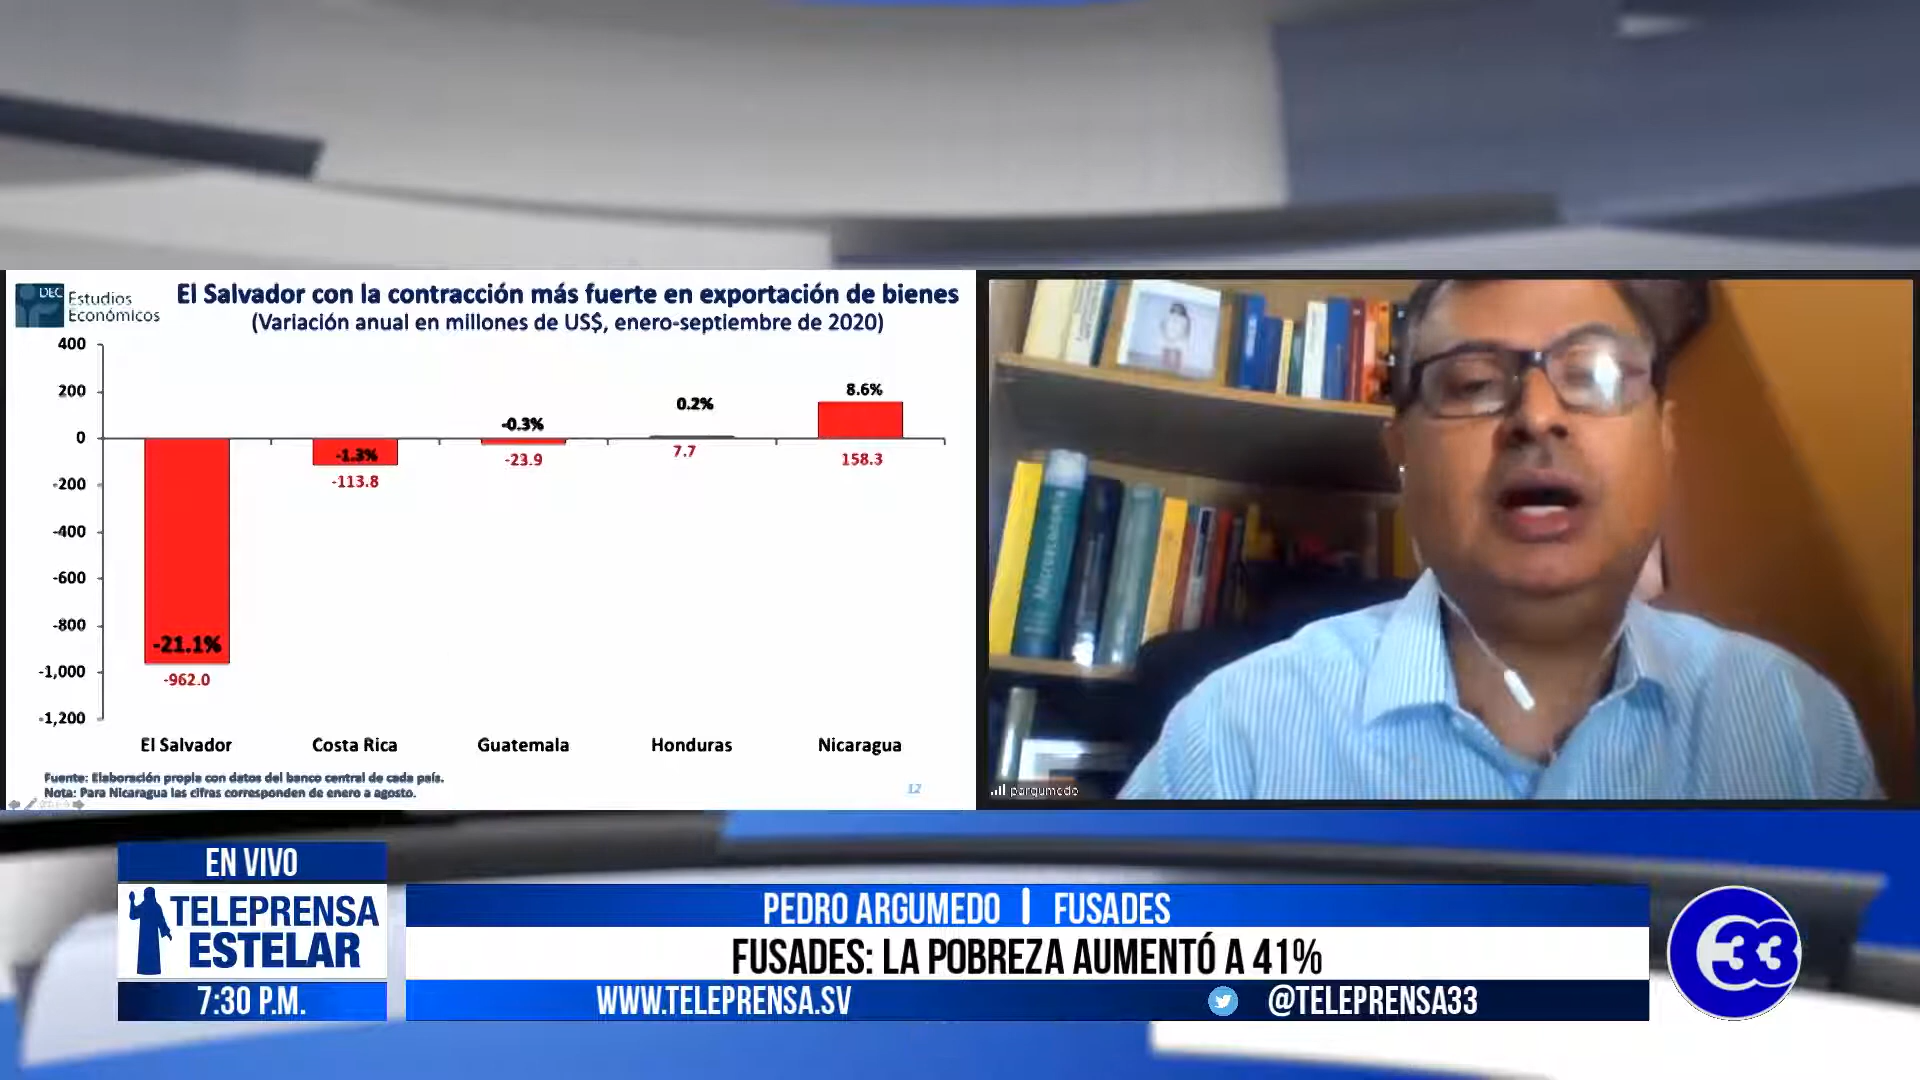 DEC
Estudios
Económicos
El Salvador con la contracción más fuerte en exportación de bienes
(Variación anual en millones de US$, enero-septiembre de 2020)
400
200
0
-200
-400
-600
-800
-1,000
-1,200
-21.1%
-962.0
-1.3%
-113.8
-0.3%
-23.9
0.2%
7.7
8.6%
158.3
El Salvador
Costa Rica
Guatemala
Honduras
Nicaragua
Fuente: Elaboración propia con datos del banco central de cada país.
Nota: Para Nicaragua las cifras corresponden de enero a agosto.
12
Microeconomía
pargumedo
EN VIVO
TELEPRENSA
ESTELAR
7:30 P.M.
PEDRO ARGUMEDO | FUSADES
FUSADES: LA POBREZA AUMENTÓ A 41%
WWW.TELEPRENSA.SV
@TELEPRENSA33
33